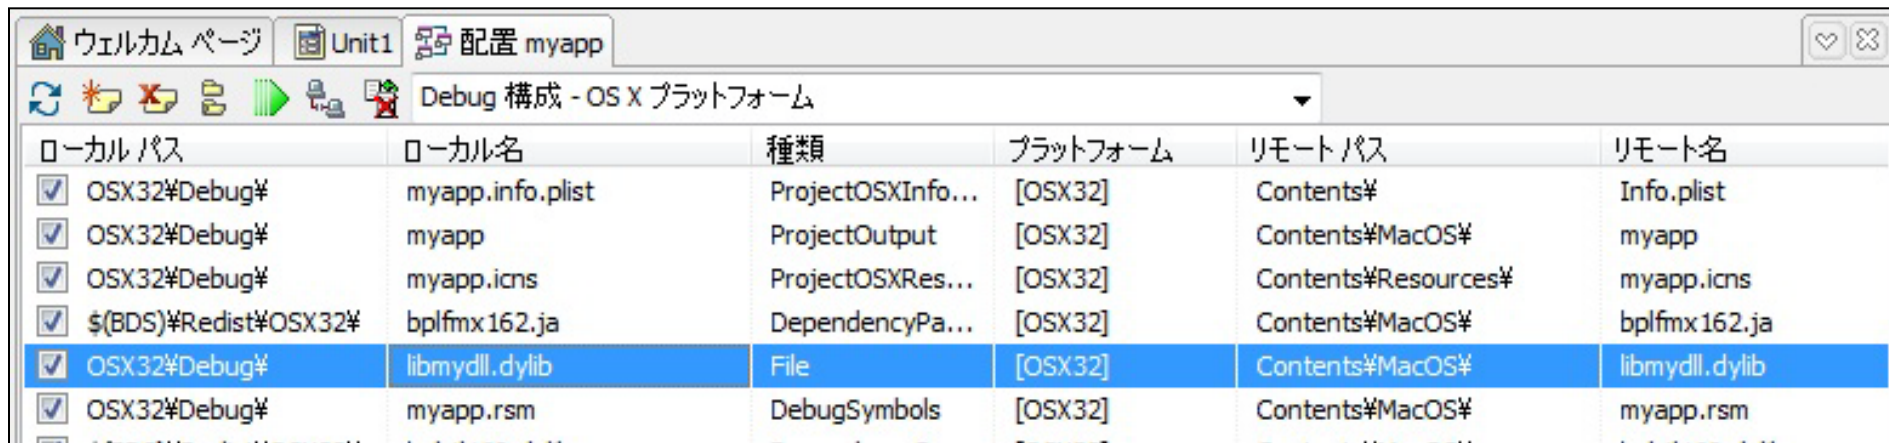 ウェルカム ページ Unit1 配置 myapp
Debug 構成 - OS X プラットフォーム
ローカル パス ローカル名 種類 プラットフォーム リモート パス リモート名
OSX32¥Debug¥ myapp.info.plist ProjectOSXInfo... [OSX32] Contents¥ Info.plist
OSX32¥Debug¥ myapp ProjectOutput [OSX32] Contents¥MacOS¥ myapp
OSX32¥Debug¥ myapp.icns ProjectOSXRes... [OSX32] Contents¥Resources¥ myapp.icns
$(BDS)¥Redist¥OSX32¥ bplfmx162.ja DependencyPa... [OSX32] Contents¥MacOS¥ bplfmx162.ja
OSX32¥Debug¥ libmydll.dylib File [OSX32] Contents¥MacOS¥ libmydll.dylib
OSX32¥Debug¥ myapp.rsm DebugSymbols [OSX32] Contents¥MacOS¥ myapp.rsm